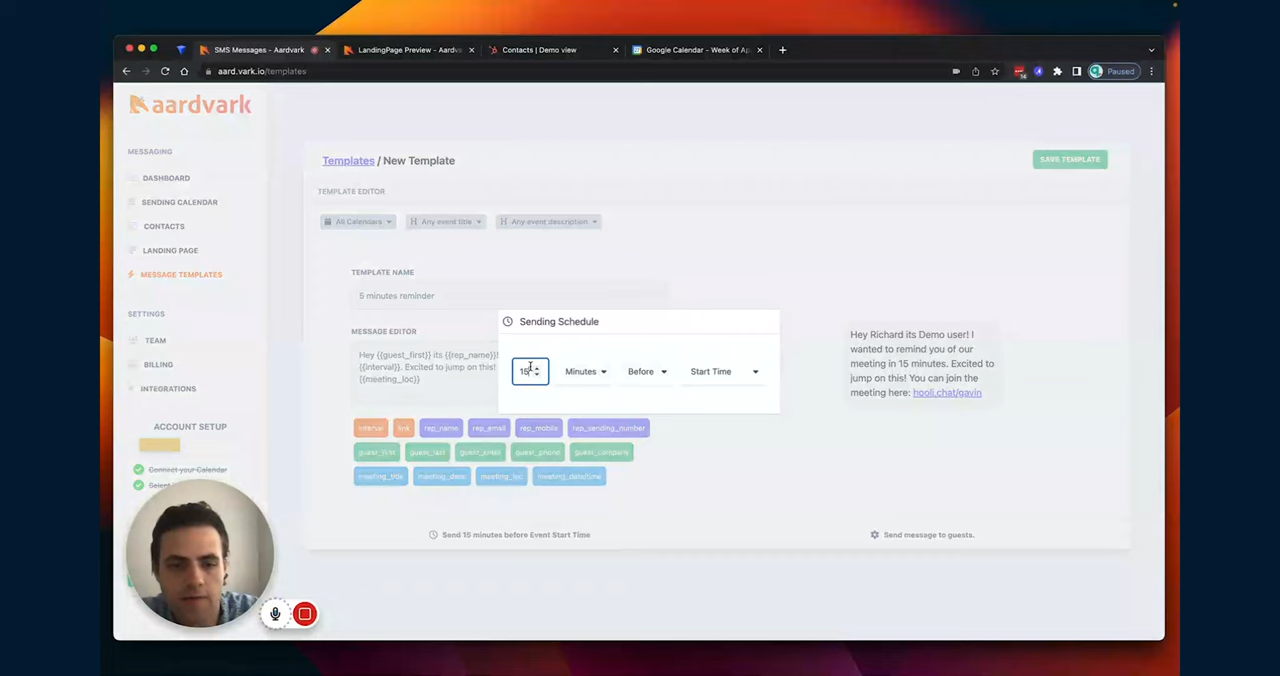 SMS Messages - Aardvark
LandingPage Preview - Aardva
Contacts | Demo view
Google Calendar - Week of Ap
aard.vark.io/templates
Paused
aardvark
MESSAGING
DASHBOARD
SENDING CALENDAR
CONTACTS
LANDING PAGE
MESSAGE TEMPLATES
SETTINGS
TEAM
BILLING
INTEGRATIONS
ACCOUNT SETUP
Connect your Calendar
Select
Templates / New Template
SAVE TEMPLATE
TEMPLATE EDITOR
All Calendars
Any event title
Any event description
TEMPLATE NAME
5 minutes reminder
MESSAGE EDITOR
Hey {{guest_first}} its {{rep_name}}!
{{interval}}. Excited to jump on this!
{{meeting_loc}}
Sending Schedule
15
Minutes
Before
Start Time
interval
link
rep_name
rep_email
rep_mobile
rep_sending_number
guest_first
guest_last
guest_email
guest_phone
guest_company
meeting_title
meeting_desc
meeting_loc
meeting_date/time
Hey Richard its Demo user! I
wanted to remind you of our
meeting in 15 minutes. Excited to
jump on this! You can join the
meeting here: hooli.chat/gavin
Send 15 minutes before Event Start Time
Send message to guests.